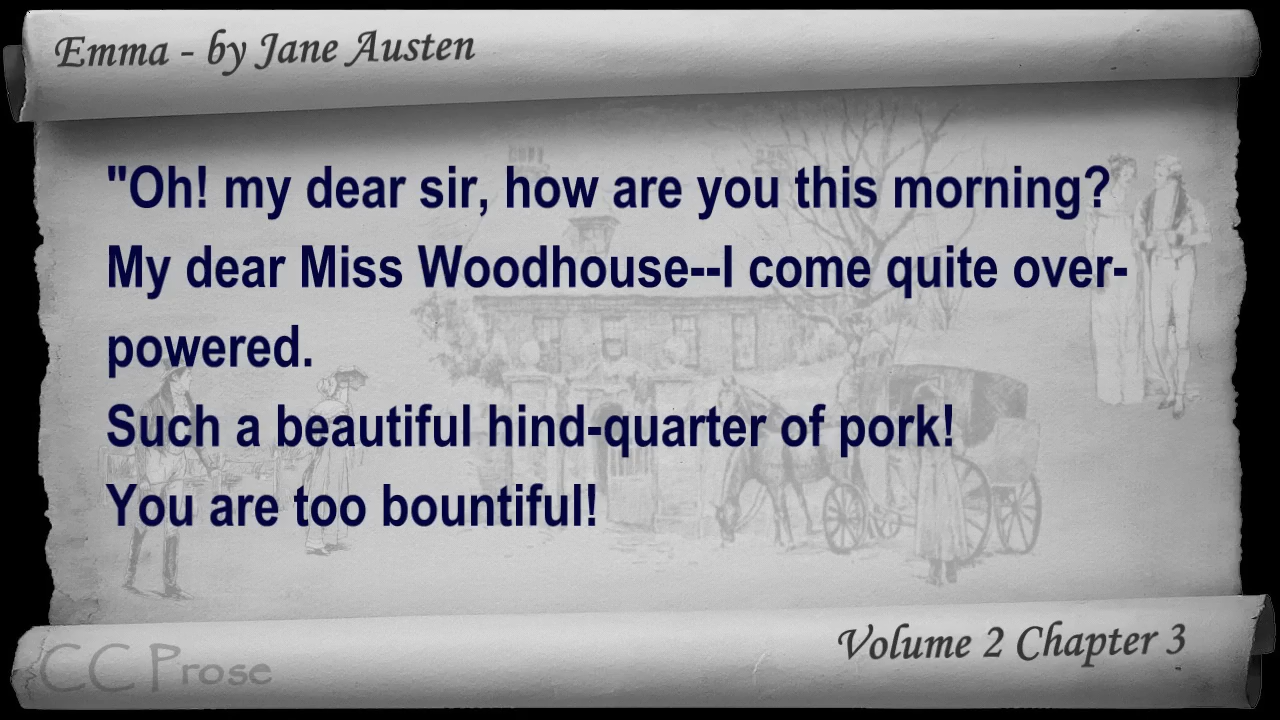 Emma - by Jane Austen
"Oh! my dear sir, how are you this morning?
My dear Miss Woodhouse--I come quite over-
powered.
Such a beautiful hind-quarter of pork!
You are too bountiful!
Volume 2 Chapter 3
CC Prose